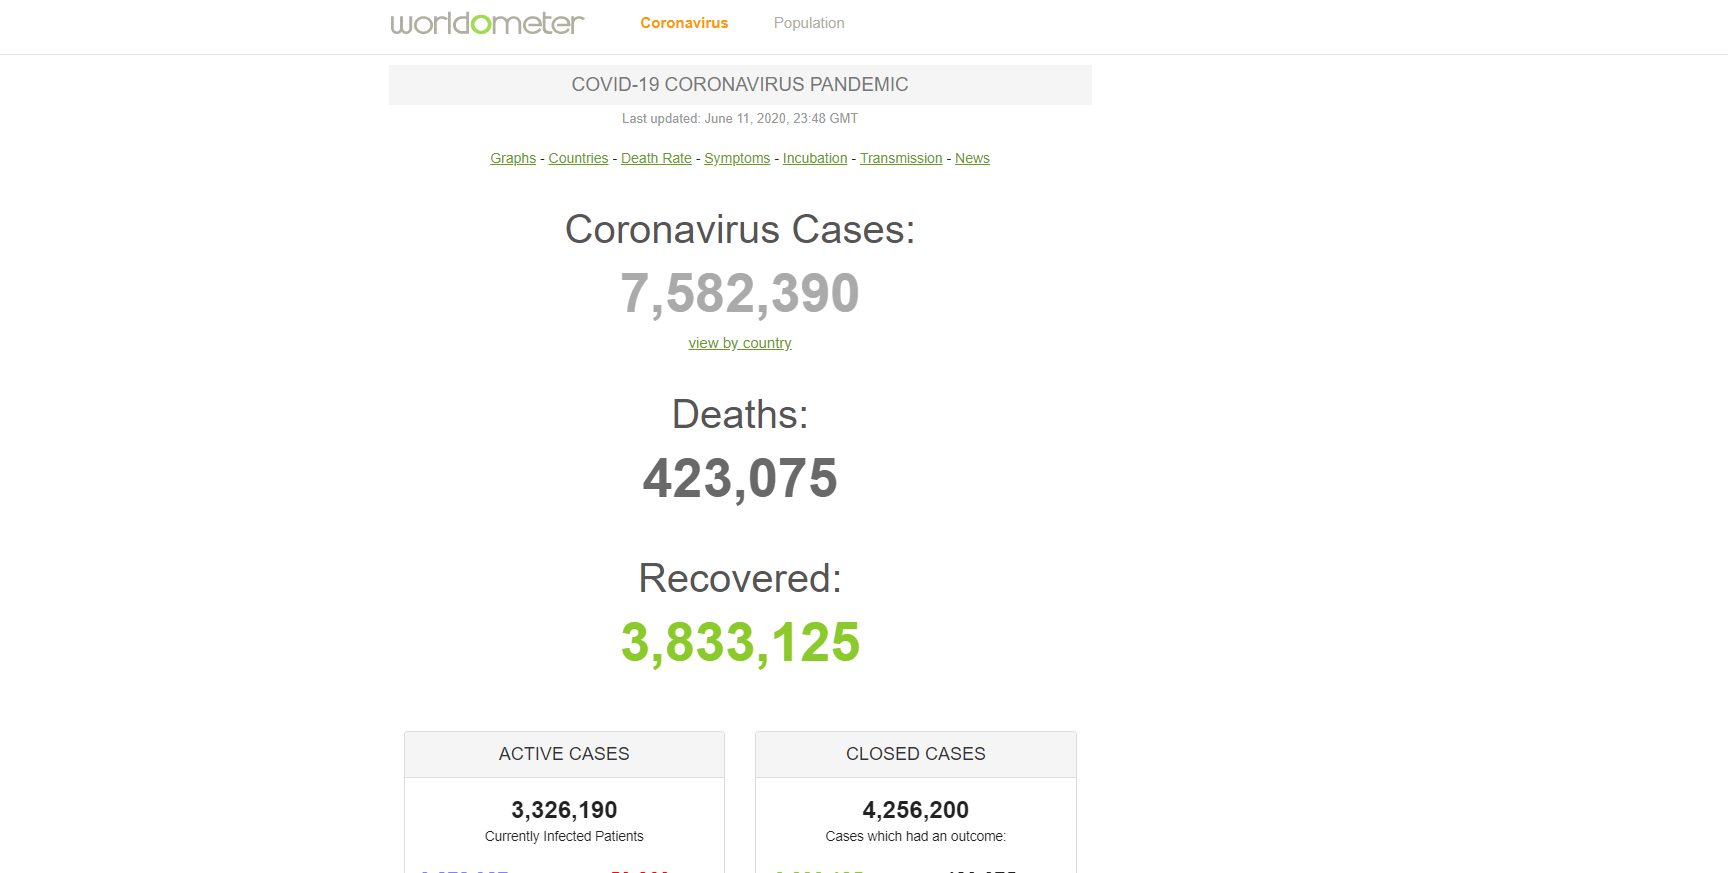 worldometer Coronavirus Population
COVID-19 CORONAVIRUS PANDEMIC
Last updated: June 11, 2020, 23:48 GMT
Graphs - Countries - Death Rate - Symptoms - Incubation - Transmission - News
Coronavirus Cases:
7,582,390
view by country
Deaths:
423,075
Recovered:
3,833,125
ACTIVE CASES
3,326,190
Currently Infected Patients
CLOSED CASES
4,256,200
Cases which had an outcome: